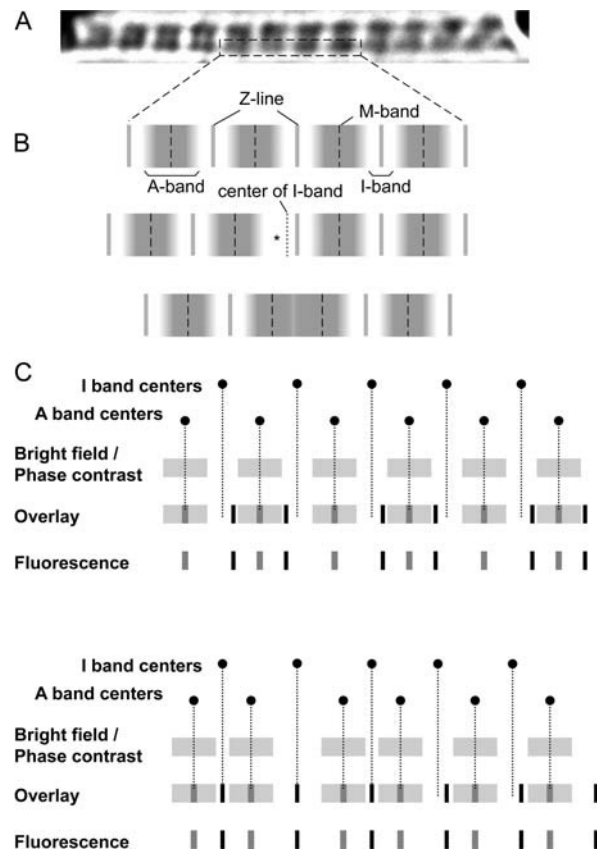 A
Z-line
M-band
B
A-band
I-band
center of I-band
*
C
I band centers
A band centers
Bright field /
Phase contrast
Overlay
Fluorescence
I band centers
A band centers
Bright field /
Phase contrast
Overlay
Fluorescence